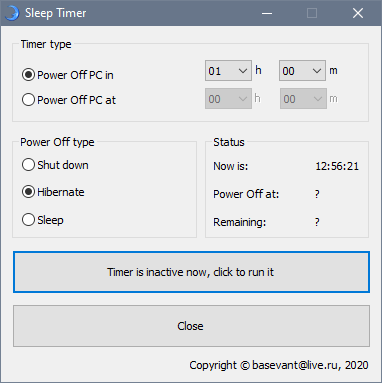 Sleep Timer
Timer type
Power Off PC in
01 h 00 m
Power Off PC at
00 h 00 m
Power Off type
Shut down
Hibernate
Sleep
Status
Now is: 12:56:21
Power Off at: ?
Remaining: ?
Timer is inactive now, click to run it
Close
Copyright © basevant@live.ru, 2020